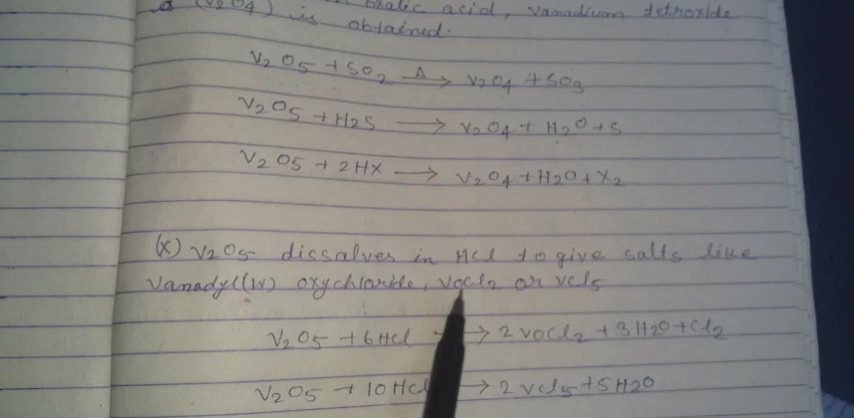 (V2O4) is oxalic acid, vanadium tetroxide
obtained.
V2O5 + SO2 Δ→ V2O4 + SO3
V2O5 + H2S → V2O4 + H2O + S
V2O5 + 2HX → V2O4 + H2O + X2
(X) V2O5 dissalves in HCl to give salts like
Vanadyl(IV) oxychloride, VOCl2 or VCl5
V2O5 + 6HCl → 2VOCl2 + 3H2O + Cl2
V2O5 + 10HCl → 2VCl5 + 5H2O